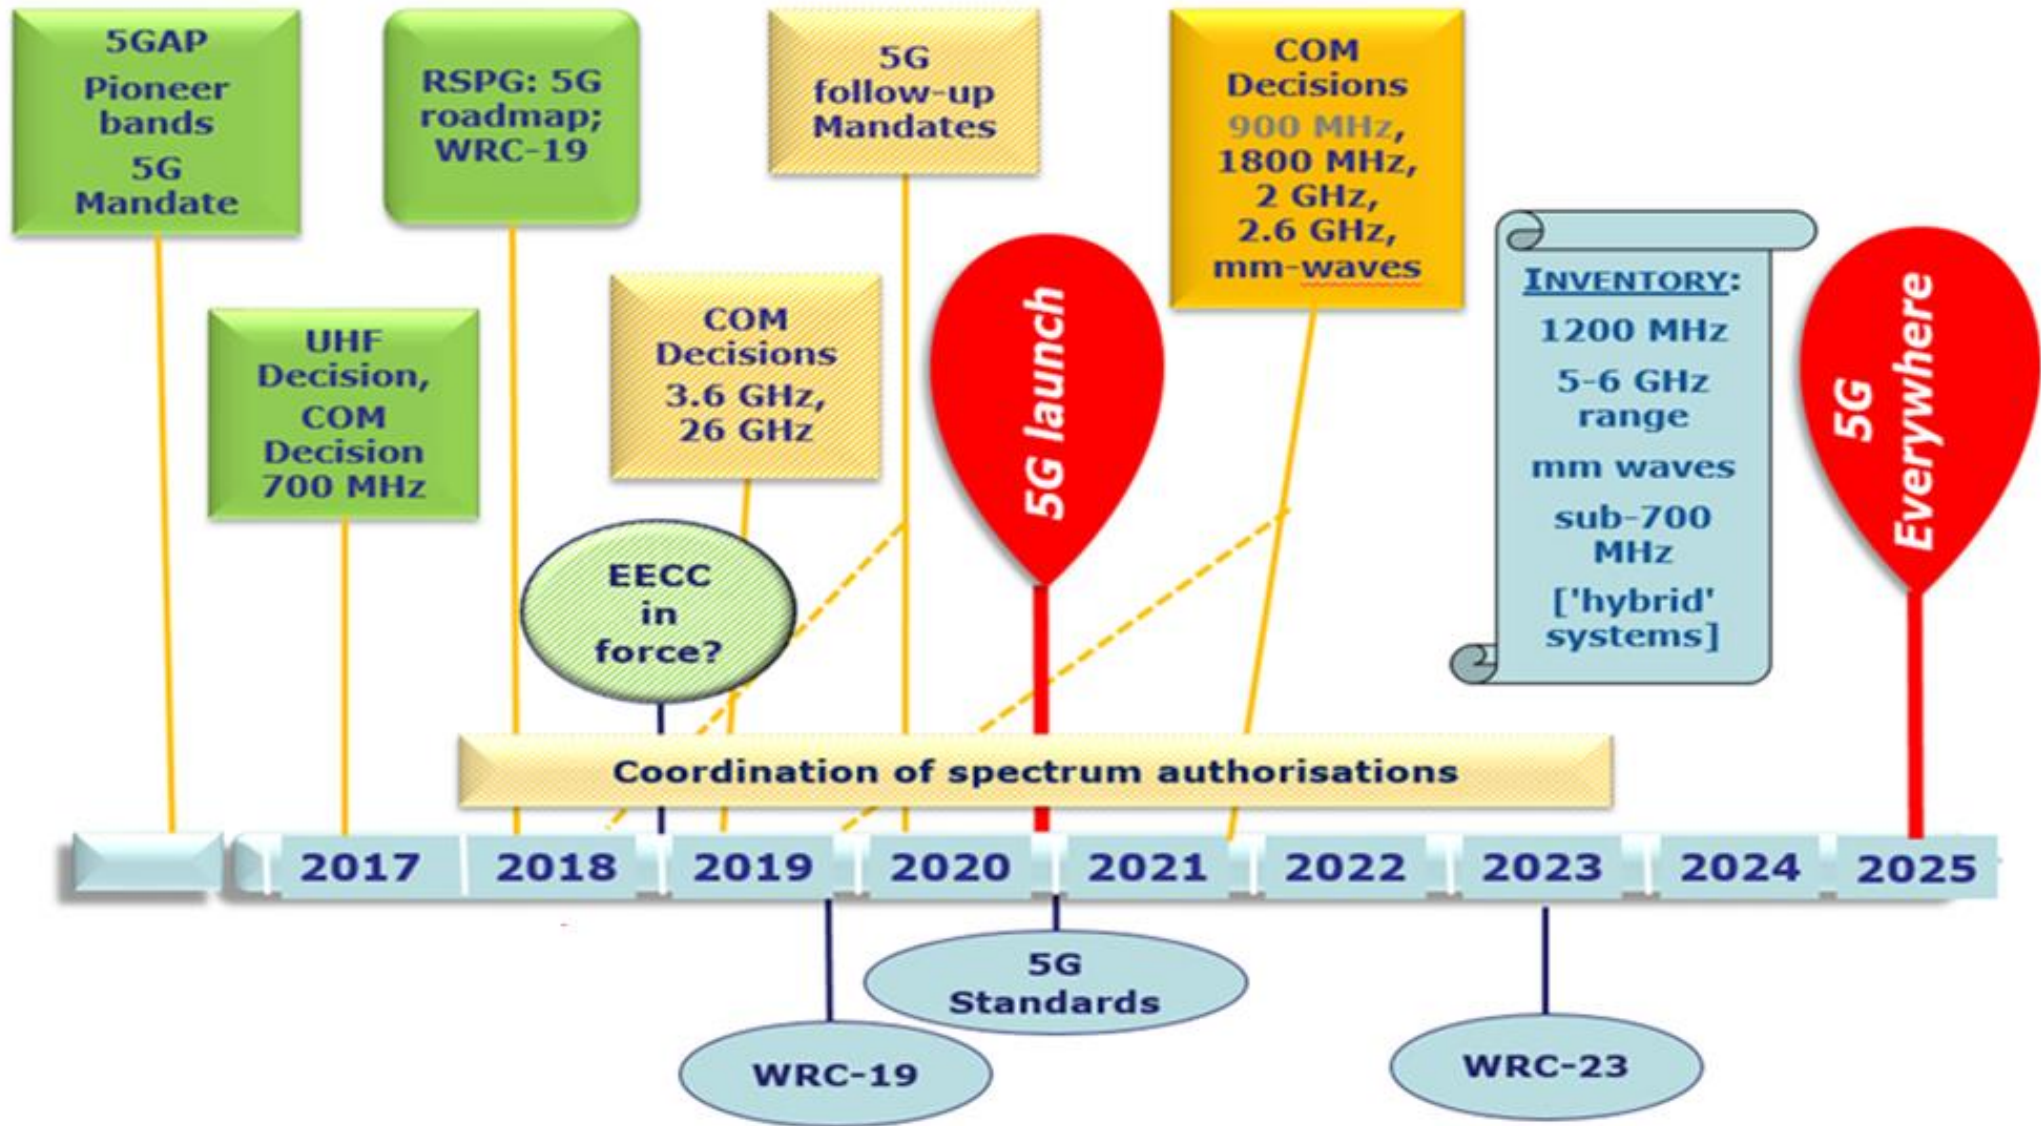 5GAP
Pioneer
bands
5G
Mandate
RSPG: 5G
roadmap;
WRC-19
5G
follow-up
Mandates
COM
Decisions
900 MHz,
1800 MHz,
2 GHz,
2.6 GHz,
mm-waves
UHF
Decision,
COM
Decision
700 MHz
COM
Decisions
3.6 GHz,
26 GHz
5G launch
INVENTORY:
1200 MHz
5-6 GHz
range
mm waves
sub-700
MHz
['hybrid'
systems]
5G
Everywhere
EECC
in
force?
Coordination of spectrum authorisations
2017
2018
2019
2020
2021
2022
2023
2024
2025
5G
Standards
WRC-19
WRC-23